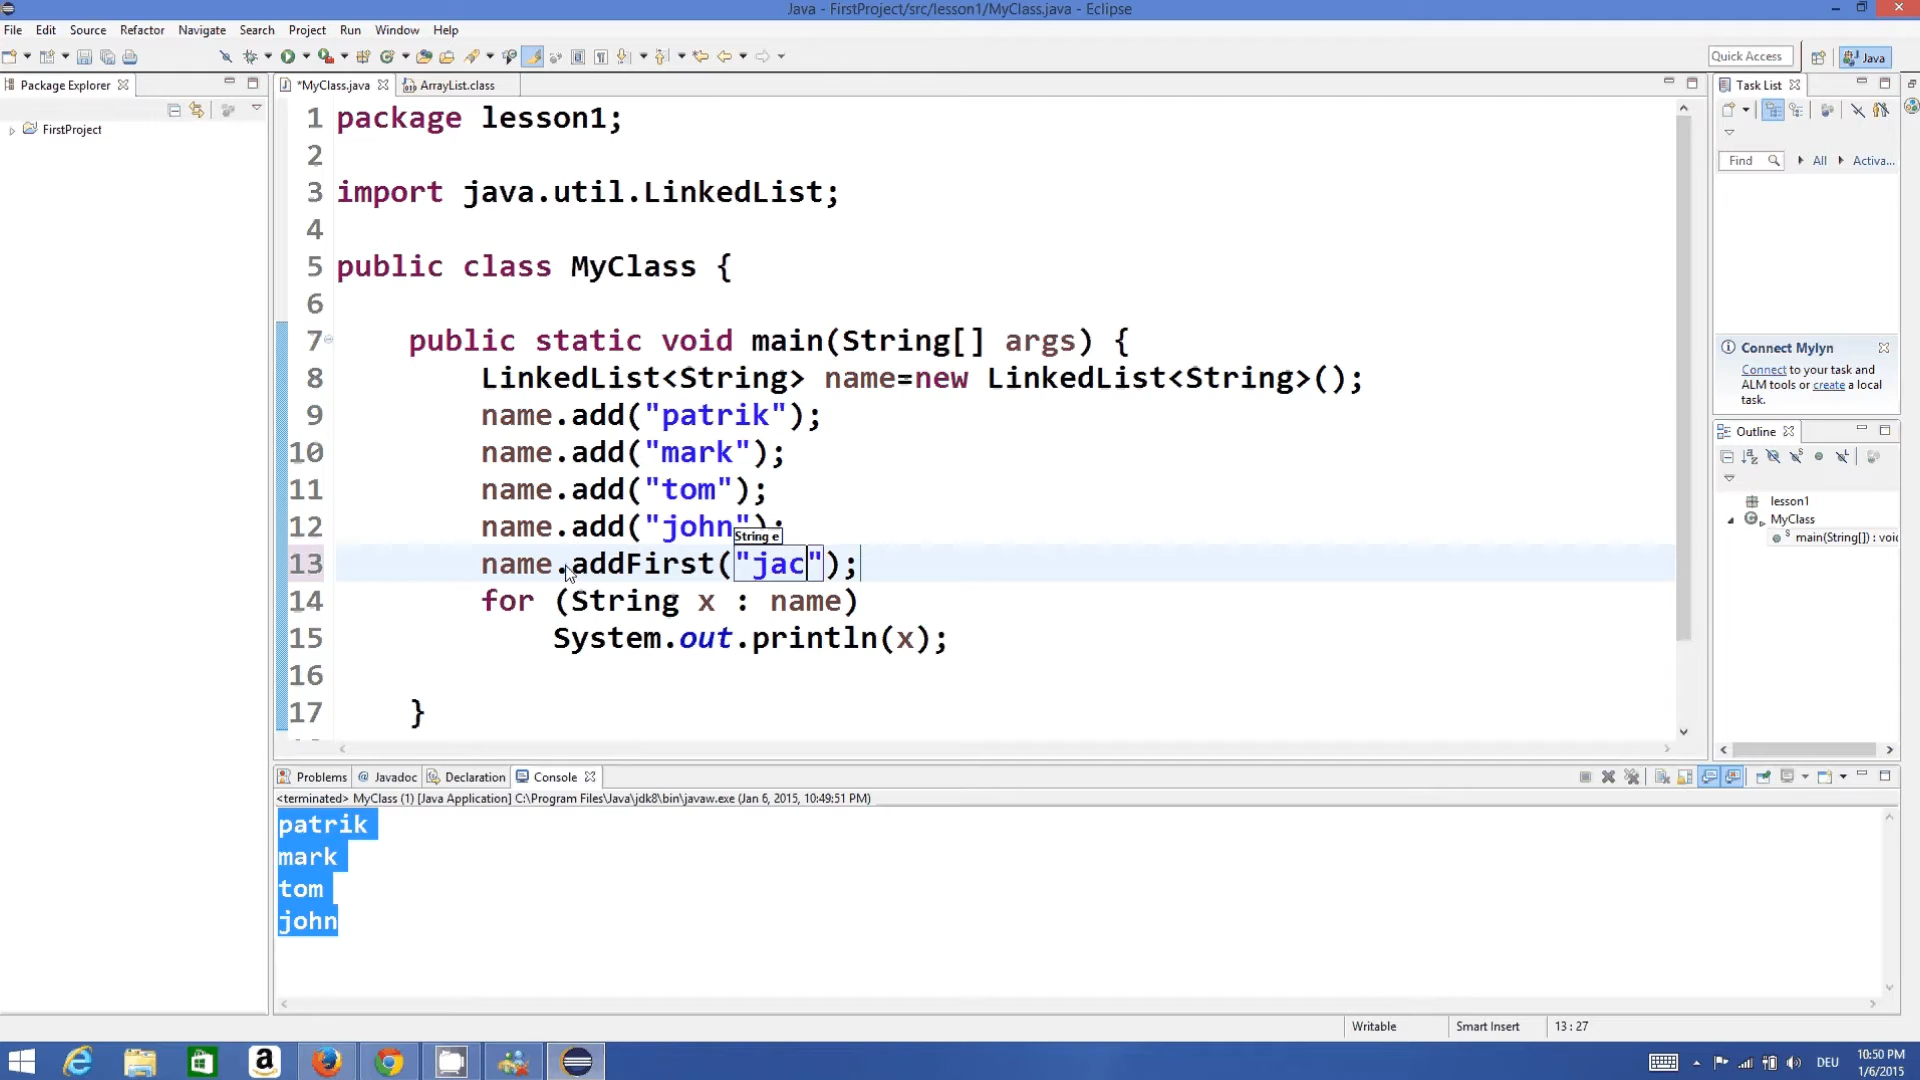 Java - FirstProject/src/lesson1/MyClass.java - Eclipse
File Edit Source Refactor Navigate Search Project Run Window Help
Quick Access
Java
Package Explorer
*MyClass.java
ArrayList.class
Task List
FirstProject
Find
All
Activa...
1 package lesson1;
2
3 import java.util.LinkedList;
4
5 public class MyClass {
6
7 public static void main(String[] args) {
8 LinkedList<String> name=new LinkedList<String>();
9 name.add("patrik");
10 name.add("mark");
11 name.add("tom");
12 name.add("john");
String e
13 name.addFirst("jac");
14 for (String x : name)
15 System.out.println(x);
16
17 }
Connect Mylyn
Connect to your task and
ALM tools or create a local
task.
Outline
lesson1
MyClass
main(String[]) : voi
Problems
@ Javadoc
Declaration
Console
<terminated> MyClass (1) [Java Application] C:\Program Files\Java\jdk8\bin\javaw.exe (Jan 6, 2015, 10:49:51 PM)
patrik
mark
tom
john
Writable
Smart Insert
13 : 27
DEU
10:50 PM
1/6/2015